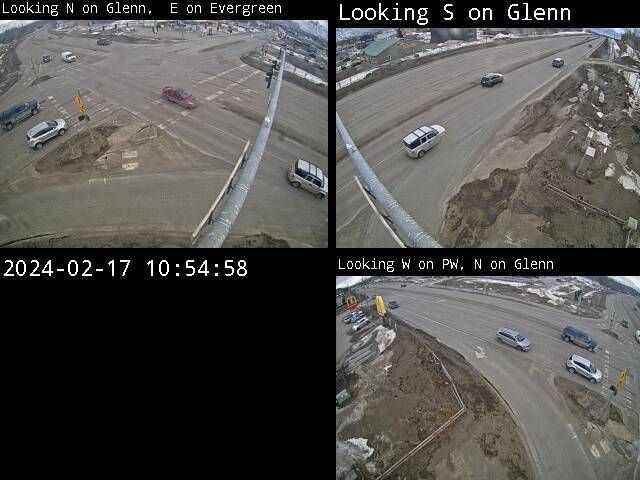 Looking N on Glenn,  E on Evergreen
Looking S on Glenn
2024-02-17 10:54:58
Looking W on PW, N on Glenn